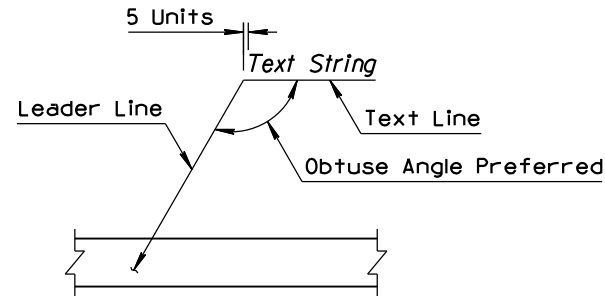 5 Units
Text String
Leader Line
Text Line
Obtuse Angle Preferred